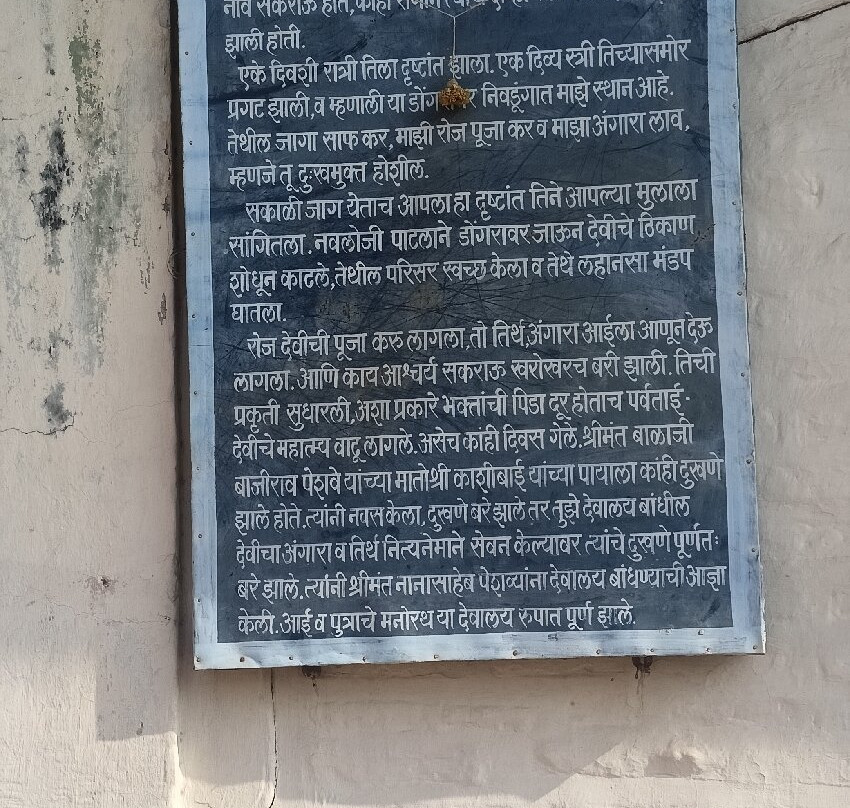 नाव सकराऊ होते, काही
झाली होती.
एके दिवशी रात्री तिला दृष्टांत झाला. एक दिव्य स्त्री तिच्यासमोर
प्रगट झाली,व म्हणाली या निवडूंगात माझे स्थान आहे.
तेथील जागा साफ कर, माझी रोज पूजा कर व माझा अंगारा लाव,
म्हणजे तू दुःखमुक्त होशील.
सकाळी जाग येताच आपला हा दृष्टांत तिने आपल्या मुलाला
सांगितला. नवलोजी पाटलाने डोंगरावर जाऊन देवीचे ठिकाण
शोधून काढले,तेथील परिसर स्वच्छ केला व तेथे लहानसा मंडप
घातला.
रोज देवीची पूजा करु लागला,तो तिर्थ,अंगारा आईला आणून देऊ
लागला. आणि काय आश्चर्य सकराऊ खरोखरच बरी झाली. तिची
प्रकृती सुधारली,अशा प्रकारे भक्तांची पिडा दूर होताच पर्वताई-
देवीचे महात्म्य वाढू लागले. असेच कांही दिवस गेले. श्रीमंत बाळाजी
बाजीराव पेशवे यांच्या मातोश्री काशीबाई यांच्या पायाला कांही दुखणे
झाले होते. त्यांनी नवस केला, दुखणे बरे झाले तर तुझे देवालय बांधील
देवीचा अंगारा व तिर्थ नित्यनेमाने सेवन केल्यावर त्यांचे दुखणे पूर्णतः
बरे झाले. त्यांनी श्रीमंत नानासाहेब पेशव्यांना देवालय बांधण्याची आज्ञा
केली. आई व पुत्राचे मनोरथ या देवालय रुपात पूर्ण झाले.